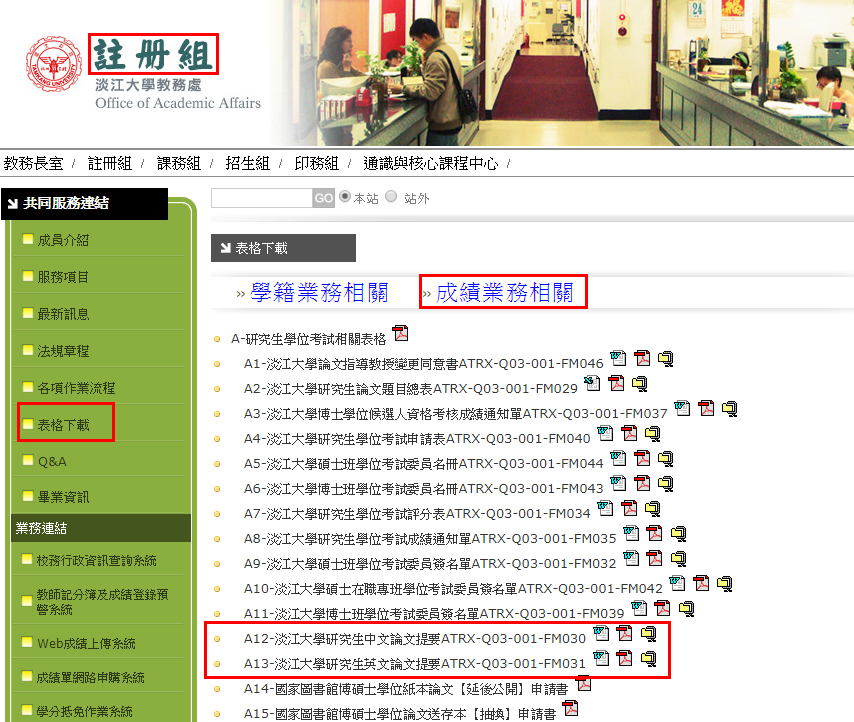 註冊組
淡江大學教務處
Office of Academic Affairs
教務長室 / 註冊組 / 課務組 / 招生組 / 印務組 / 通識與核心課程中心 /
共同服務連結
GO 本站 站外
成員介紹
服務項目
最新訊息
法規章程
各項作業流程
表格下載
Q&A
畢業資訊
業務連結
校務行政資訊查詢系統
教師記分簿及成績登錄預
警系統
Web成績上傳系統
成績單網路申購系統
學分抵免作業系統
表格下載
» 學籍業務相關 » 成績業務相關
A-研究生學位考試相關表格
A1-淡江大學論文指導教授變更同意書ATRX-Q03-001-FM046
A2-淡江大學研究生論文題目總表ATRX-Q03-001-FM029
A3-淡江大學博士學位候選人資格考核成績通知單ATRX-Q03-001-FM037
A4-淡江大學研究生學位考試申請表ATRX-Q03-001-FM040
A5-淡江大學碩士班學位考試委員名冊ATRX-Q03-001-FM044
A6-淡江大學博士班學位考試委員名冊ATRX-Q03-001-FM043
A7-淡江大學研究生學位考試評分表ATRX-Q03-001-FM034
A8-淡江大學研究生學位考試成績通知單ATRX-Q03-001-FM035
A9-淡江大學碩士班學位考試委員簽名單ATRX-Q03-001-FM032
A10-淡江大學碩士在職專班學位考試委員簽名單ATRX-Q03-001-FM042
A11-淡江大學博士班學位考試委員簽名單ATRX-Q03-001-FM039
A12-淡江大學研究生中文論文提要ATRX-Q03-001-FM030
A13-淡江大學研究生英文論文提要ATRX-Q03-001-FM031
A14-國家圖書館博碩士學位紙本論文【延後公開】申請書
A15-國家圖書館博碩士學位論文送存本【抽換】申請書